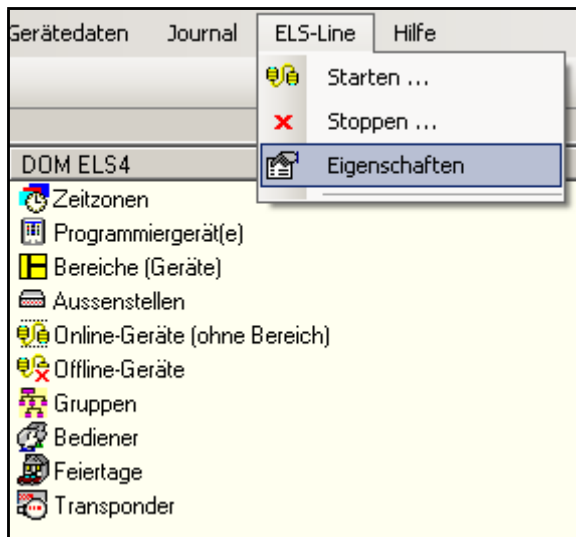 Gerätedaten Journal ELS-Line Hilfe
Starten ...
Stoppen ...
DOM ELS4
Eigenschaften
Zeitzonen
Programmiergerät(e)
Bereiche (Geräte)
Aussenstellen
Online-Geräte (ohne Bereich)
Offline-Geräte
Gruppen
Bediener
Feiertage
Transponder